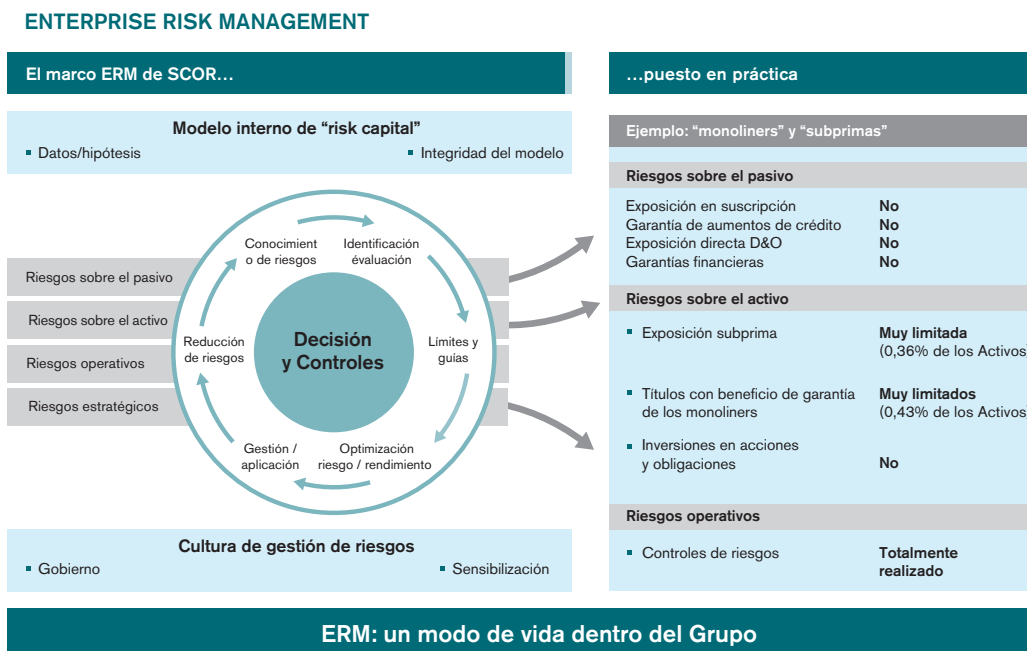 ENTERPRISE RISK MANAGEMENT
El marco ERM de SCOR…
Modelo interno de “risk capital”
Datos/hipótesis
Integridad del modelo
Conocimient
o de riesgos
Identificación
évaluación
Riesgos sobre el pasivo
Riesgos sobre el activo
Riesgos operativos
Riesgos estratégicos
Reducción
de riesgos
Decisión
y Controles
Límites y
guías
Gestión /
aplicación
Optimización
riesgo / rendimiento
Cultura de gestión de riesgos
Gobierno
Sensibilización
…puesto en práctica
Ejemplo: “monoliners” y “subprimas”
Riesgos sobre el pasivo
Exposición en suscripción No
Garantía de aumentos de crédito No
Exposición directa D&O No
Garantías financieras No
Riesgos sobre el activo
Exposición subprima Muy limitada
(0,36% de los Activos)
Títulos con beneficio de garantía Muy limitados
de los monoliners (0,43% de los Activos)
Inversiones en acciones
y obligaciones No
Riesgos operativos
Controles de riesgos Totalmente
realizado
ERM: un modo de vida dentro del Grupo